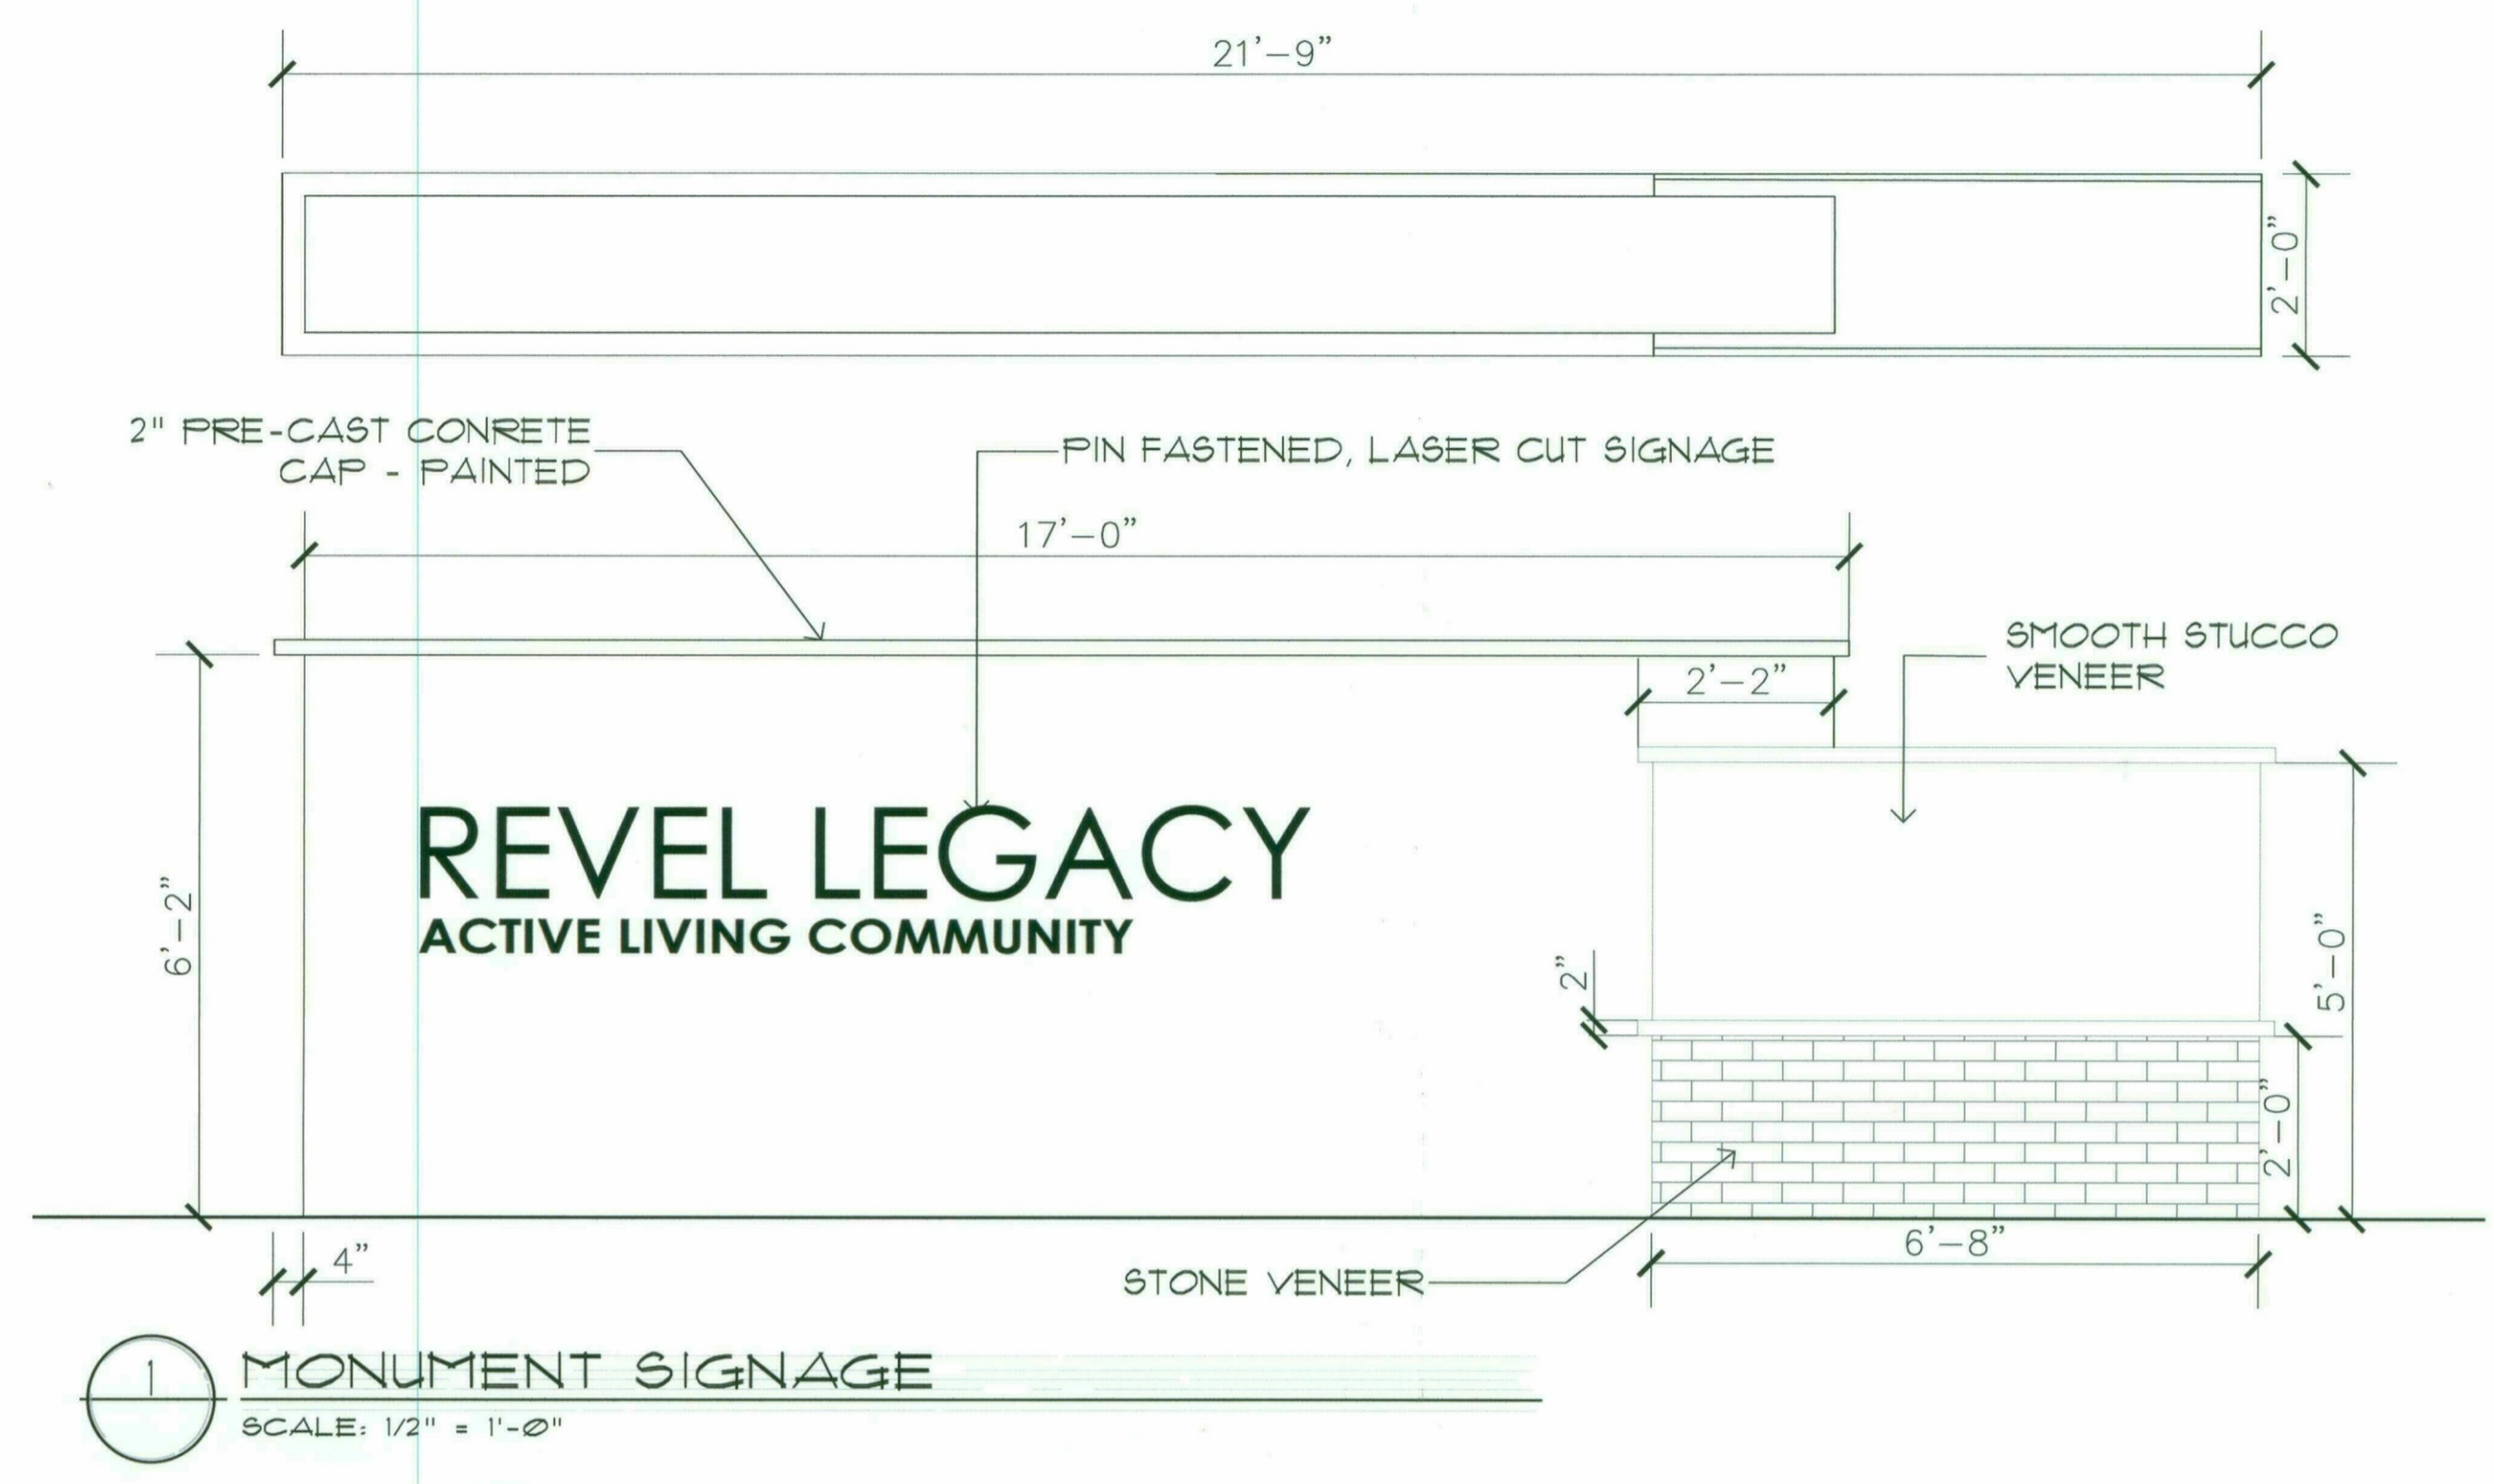 21'-9"
2'-0"
2" PRE-CAST CONRETE
CAP - PAINTED
PIN FASTENED, LASER CUT SIGNAGE
17'-0"
SMOOTH STUCCO
VENEER
2'-2"
REVEL LEGACY
ACTIVE LIVING COMMUNITY
6'-2"
2"
5'-0"
2'-0"
6'-8"
4"
STONE VENEER
1
MONUMENT SIGNAGE
SCALE: 1/2" = 1'-0"